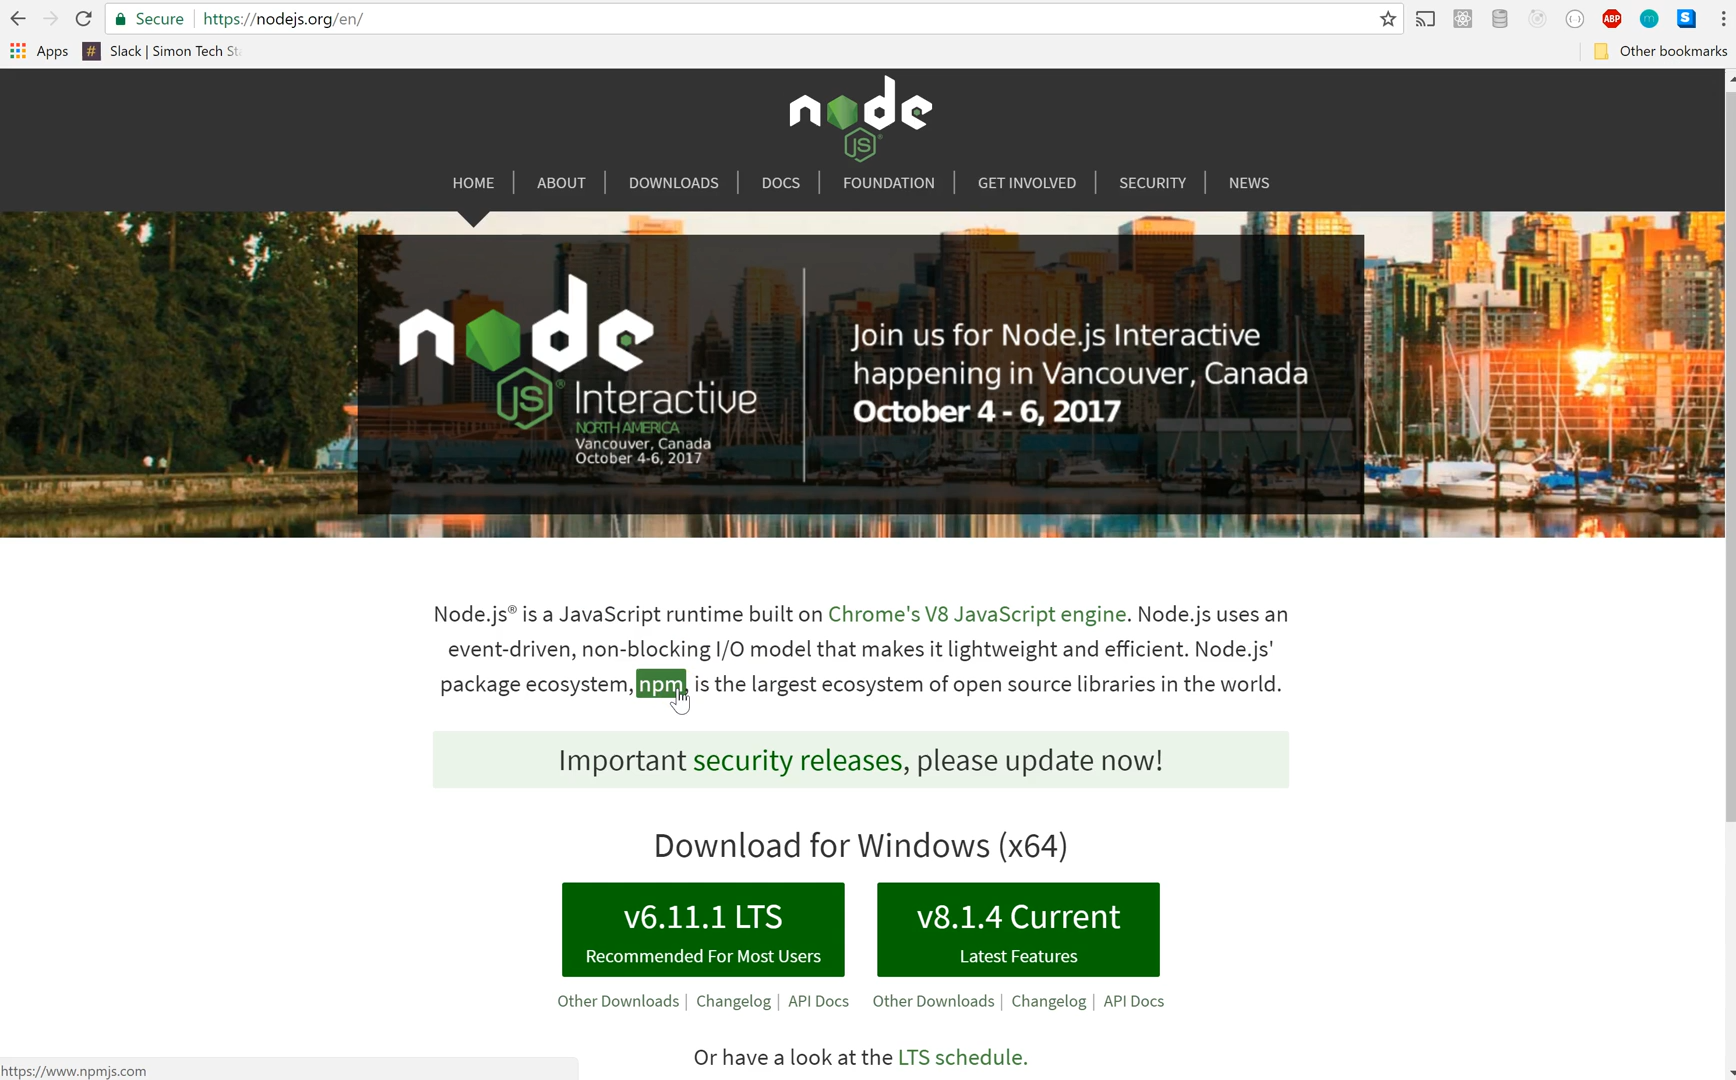 Secure https://nodejs.org/en/
ABP
Apps # Slack | Simon Tech St
Other bookmarks
node
JS
HOME ABOUT DOWNLOADS DOCS FOUNDATION GET INVOLVED SECURITY NEWS
node
JS Interactive
NORTH AMERICA
Vancouver, Canada
October 4-6, 2017
Join us for Node.js Interactive
happening in Vancouver, Canada
October 4 - 6, 2017
Node.js® is a JavaScript runtime built on Chrome's V8 JavaScript engine. Node.js uses an
event-driven, non-blocking I/O model that makes it lightweight and efficient. Node.js'
package ecosystem, npm, is the largest ecosystem of open source libraries in the world.
Important security releases, please update now!
Download for Windows (x64)
v6.11.1 LTS
Recommended For Most Users
v8.1.4 Current
Latest Features
Other Downloads | Changelog | API Docs
Other Downloads | Changelog | API Docs
Or have a look at the LTS schedule.
https://www.npmjs.com